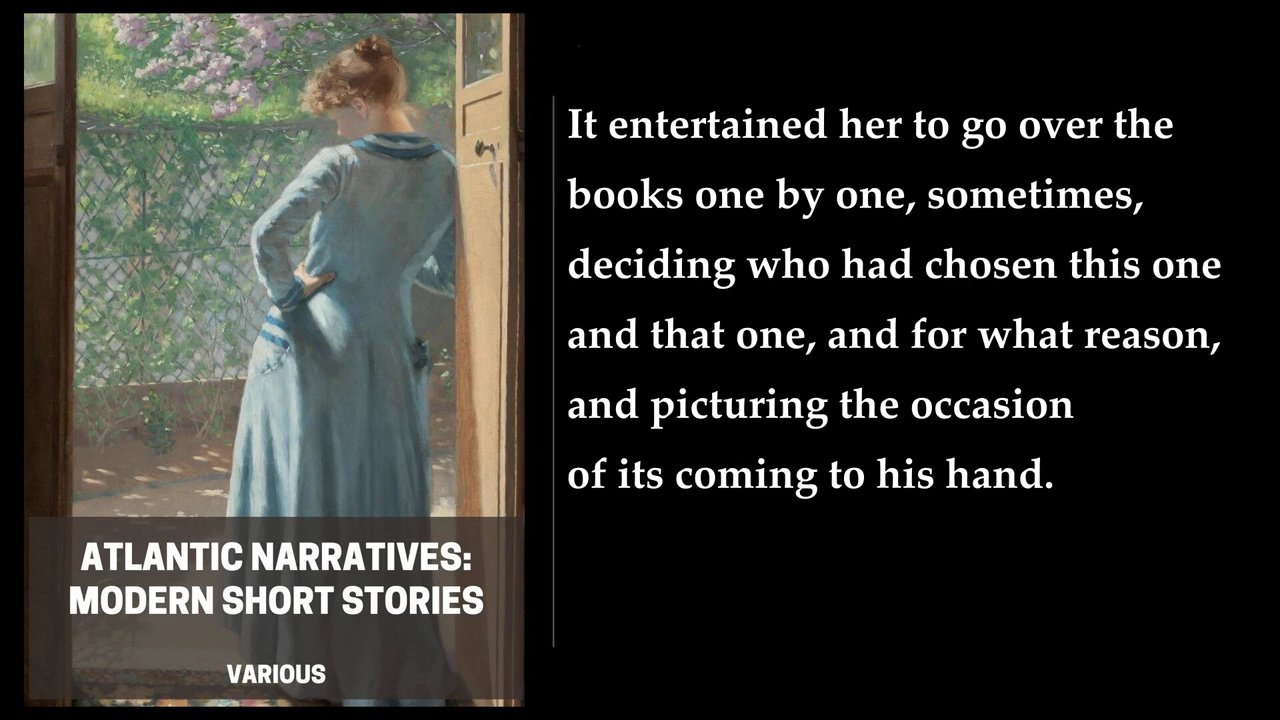 It entertained her to go over the
books one by one, sometimes,
deciding who had chosen this one
and that one, and for what reason,
and picturing the occasion
of its coming to his hand.
ATLANTIC NARRATIVES:
MODERN SHORT STORIES
VARIOUS